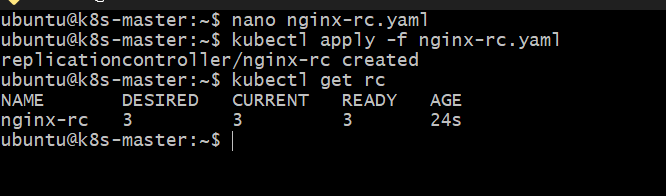 ubuntu@k8s-master:~$ nano nginx-rc.yaml
ubuntu@k8s-master:~$ kubectl apply -f nginx-rc.yaml
replicationcontroller/nginx-rc created
ubuntu@k8s-master:~$ kubectl get rc
NAME       DESIRED   CURRENT   READY   AGE
nginx-rc   3         3         3       24s
ubuntu@k8s-master:~$